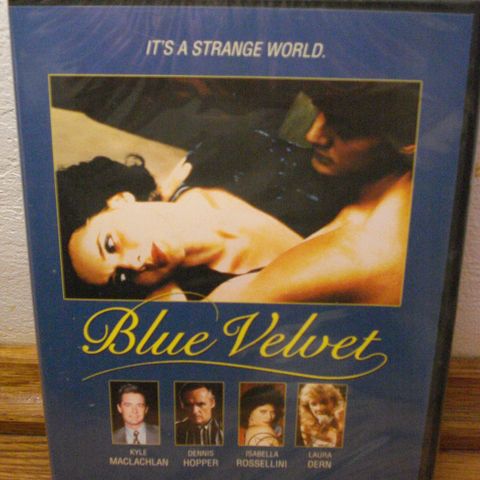 IT'S A STRANGE WORLD.
Blue Velvet
KYLE
MACLACHLAN
DENNIS
HOPPER
ISABELLA
ROSSELLINI
LAURA
DERN